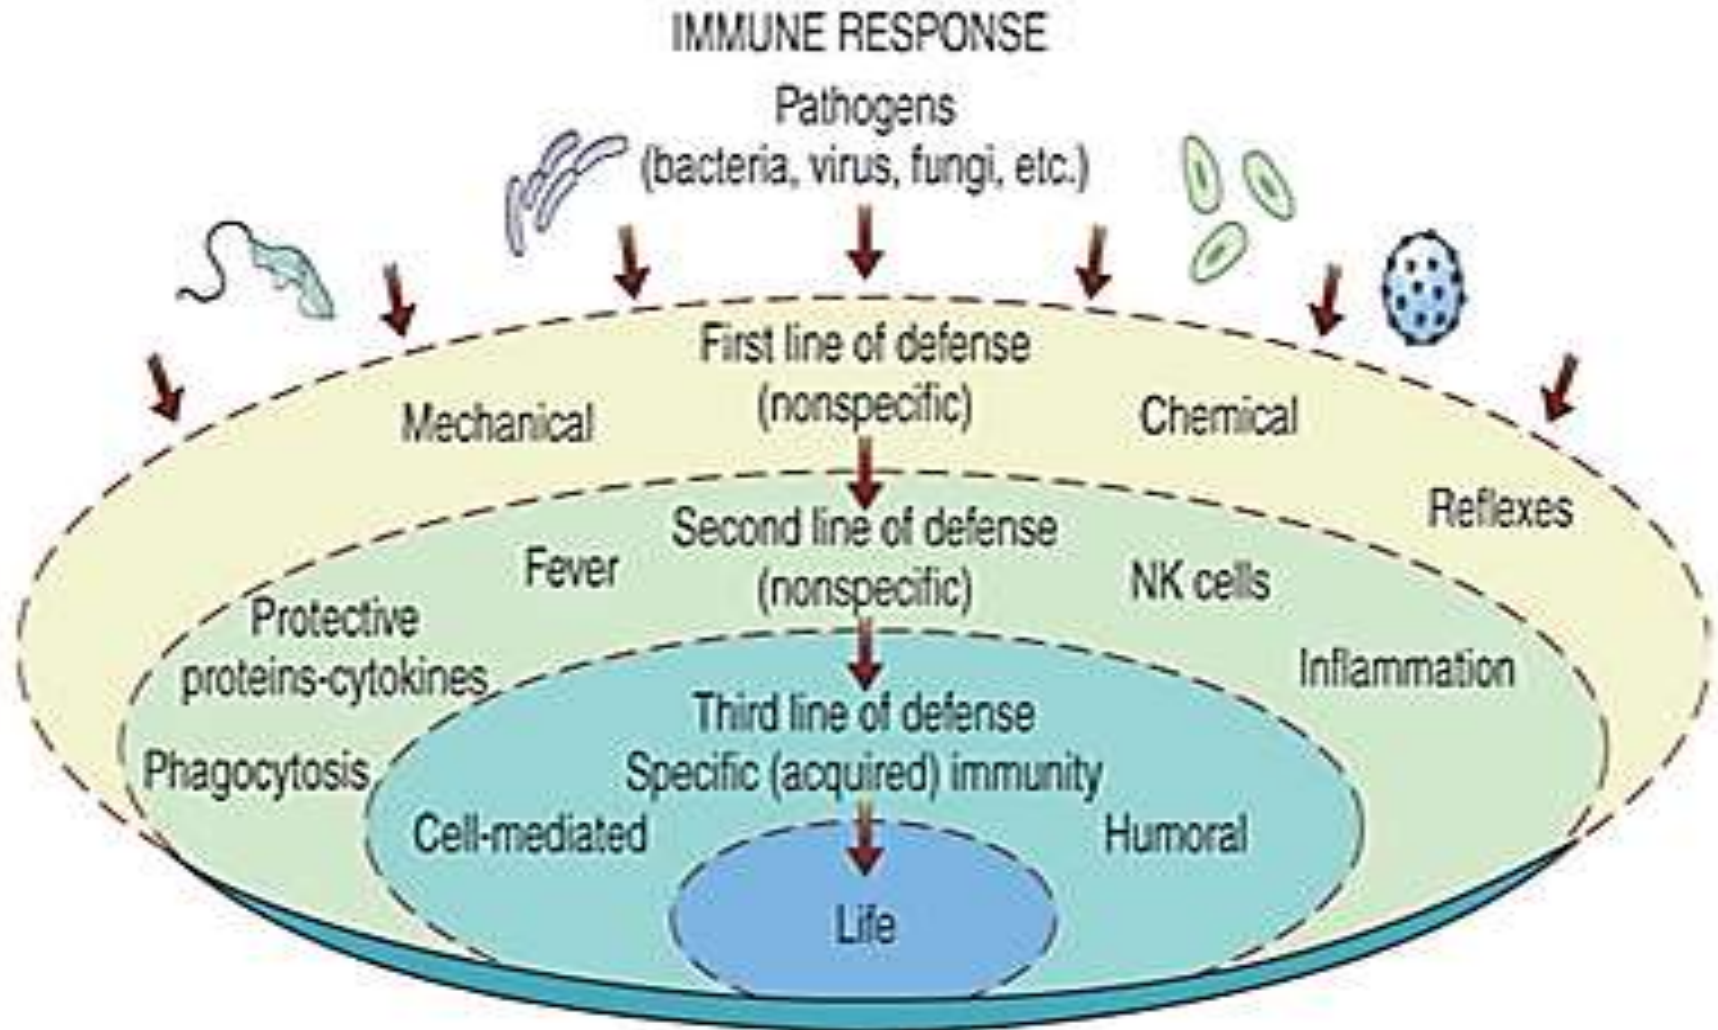 IMMUNE RESPONSE
Pathogens
(bacteria, virus, fungi, etc.)
First line of defense
(nonspecific)
Mechanical
Chemical
Reflexes
Second line of defense
(nonspecific)
Fever
NK cells
Protective
proteins-cytokines
Inflammation
Phagocytosis
Third line of defense
Specific (acquired) immunity
Cell-mediated
Humoral
Life